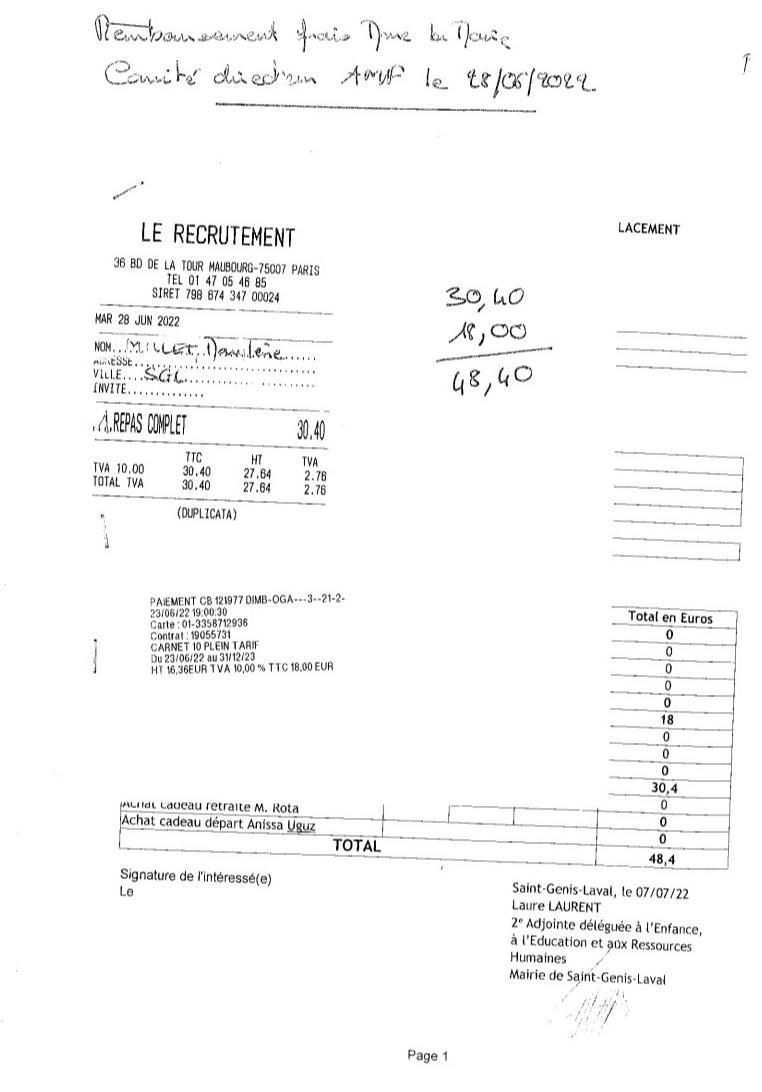 Remboursement frais Mme la Maire
Comité direction AMF le 28/06/2022
LE RECRUTEMENT
36 BD DE LA TOUR MAUBOURG-75007 PARIS
TEL 01 47 05 46 85
SIRET 798 674 347 00024
MAR 28 JUN 2022
NOM...MILLET Marylène......
ADRESSE....................
VILLE....SGL...............
INVITE..............
.1.REPAS COMPLET 30.40
TTC HT TVA
TVA 10.00 30.40 27.64 2.76
TOTAL TVA 30.40 27.64 2.76
(DUPLICATA)
LACEMENT
30,40
18,00
48,40
PAIEMENT CB 121977 DIMB-OGA---3--21-2-
23/06/22 19:00:30
Carte : 01-3358712936
Contrat : 19055731
CARNET 10 PLEIN TARIF
Du 23/06/22 au 31/12/23
HT 16,36EUR TVA 10,00 % TTC 18,00 EUR
Total en Euros
0
0
0
0
0
18
0
0
0
30,4
Achat cadeau retraite M. Rota 0
Achat cadeau départ Anissa Uguz 0
0
TOTAL 48,4
Signature de l'intéressé(e)
Le
Saint-Genis-Laval, le 07/07/22
Laure LAURENT
2e Adjointe déléguée à l'Enfance,
à l'Education et aux Ressources
Humaines
Mairie de Saint-Genis-Laval
Page 1